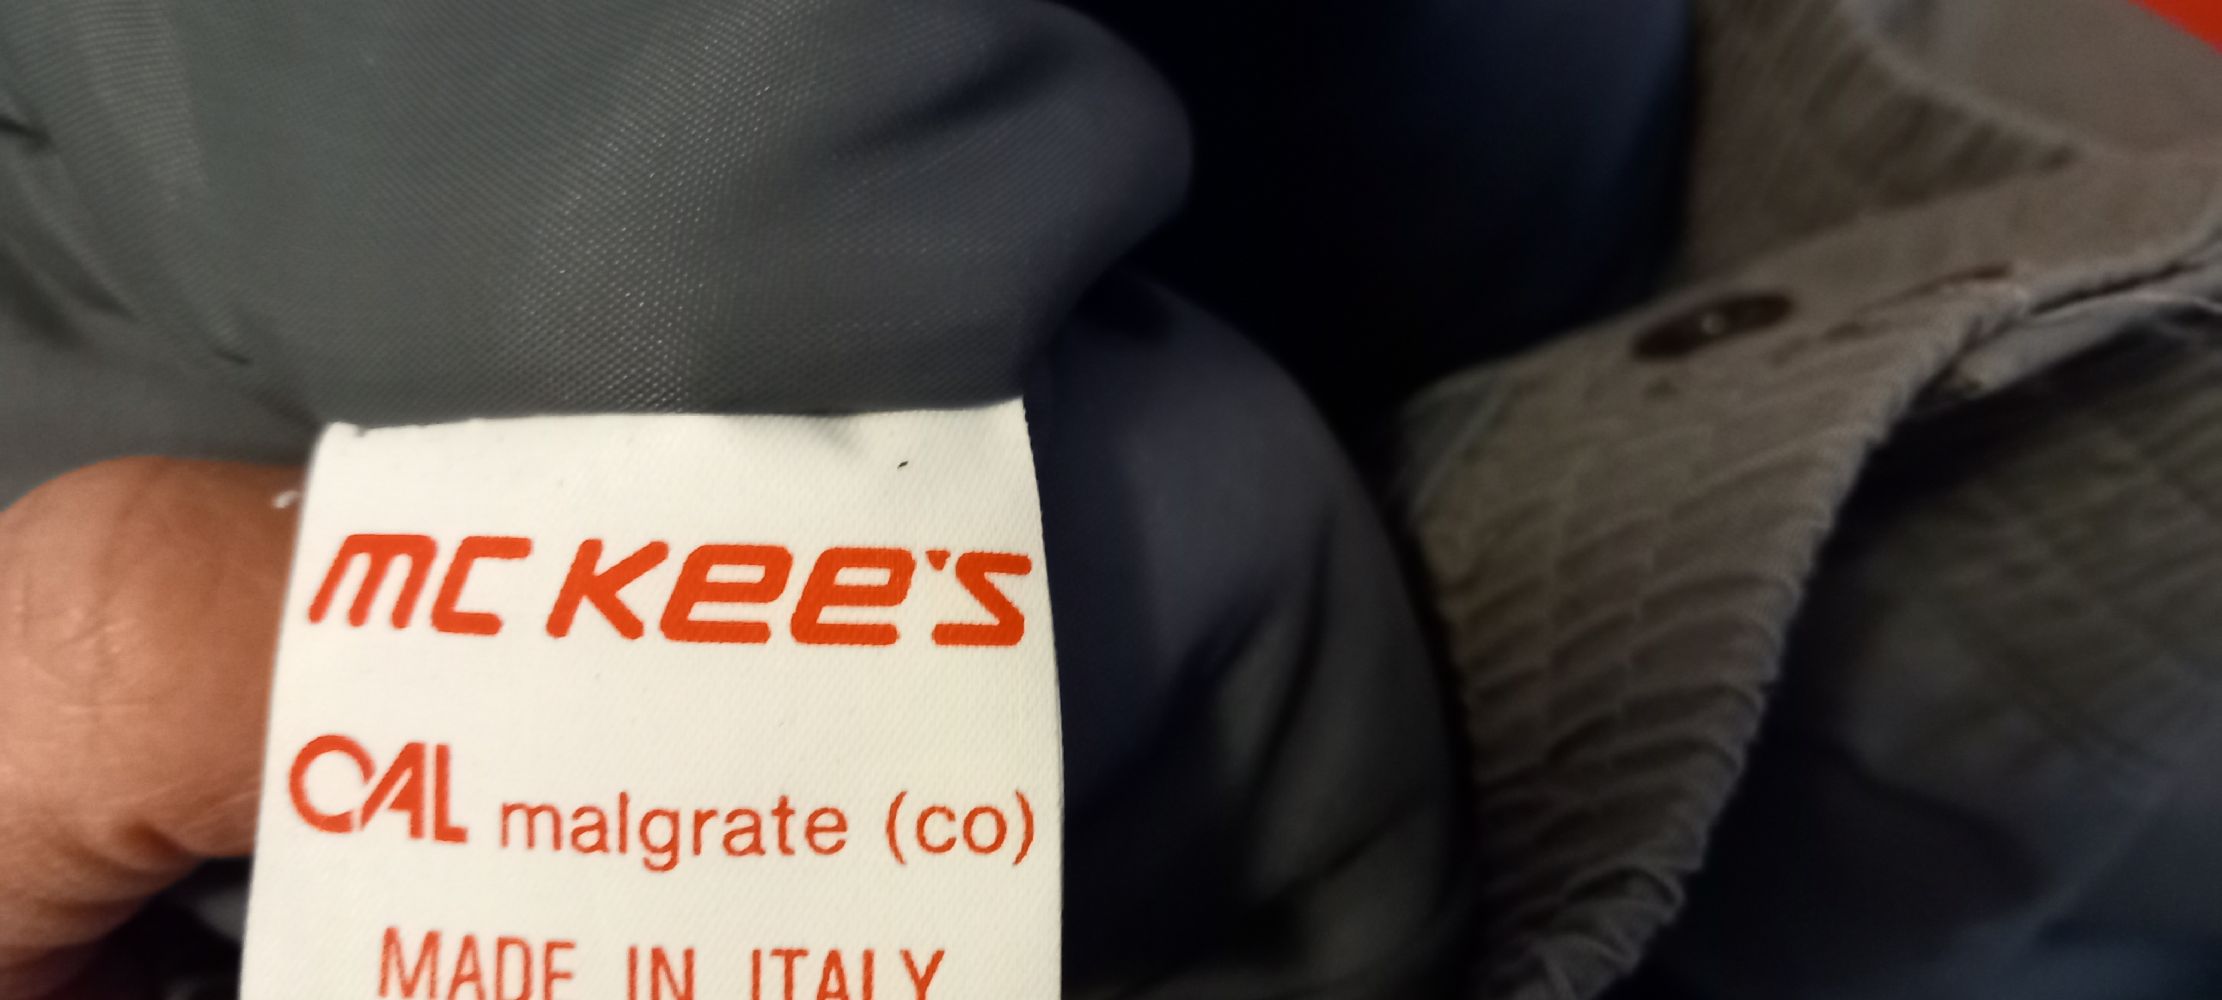 mc Kee's
CAL malgrate (co)
MADE IN ITALY